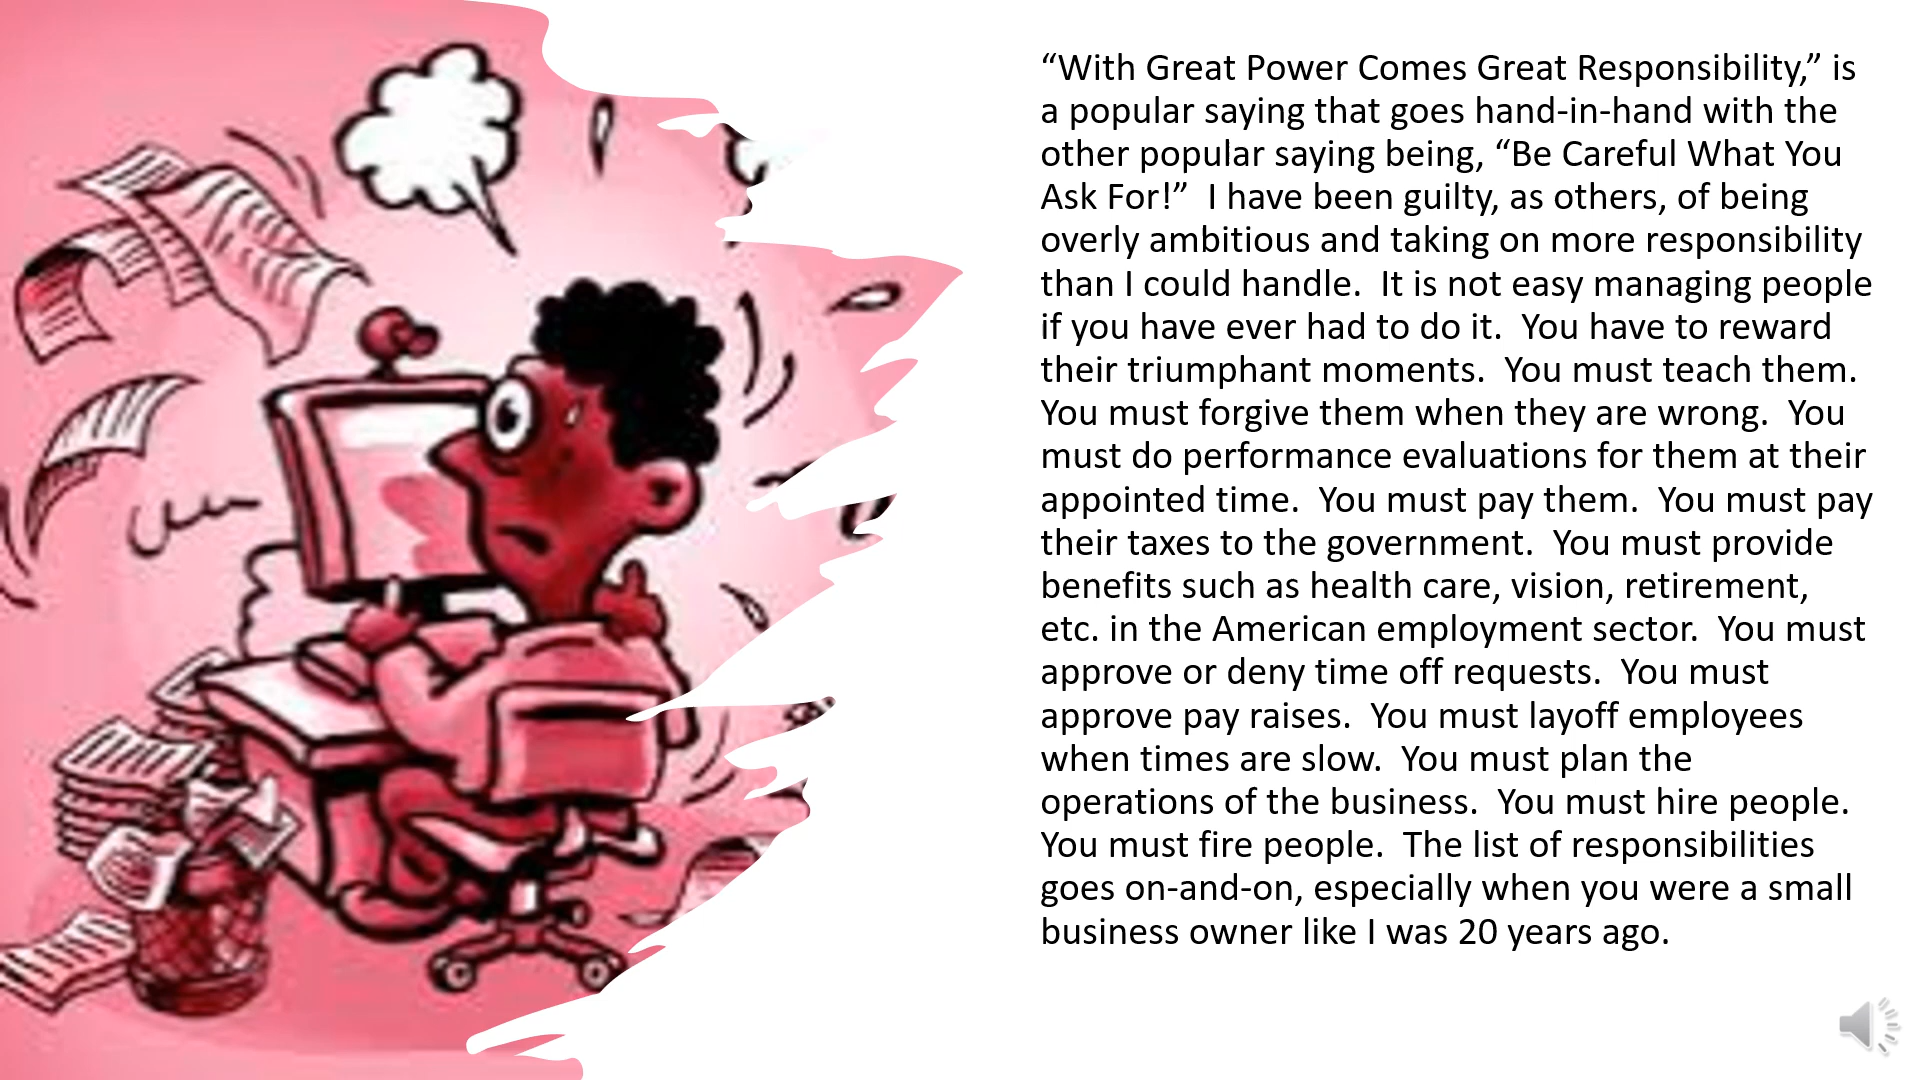 “With Great Power Comes Great Responsibility,” is
a popular saying that goes hand-in-hand with the
other popular saying being, “Be Careful What You
Ask For!”  I have been guilty, as others, of being
overly ambitious and taking on more responsibility
than I could handle.  It is not easy managing people
if you have ever had to do it.  You have to reward
their triumphant moments.  You must teach them.
You must forgive them when they are wrong.  You
must do performance evaluations for them at their
appointed time.  You must pay them.  You must pay
their taxes to the government.  You must provide
benefits such as health care, vision, retirement,
etc. in the American employment sector.  You must
approve or deny time off requests.  You must
approve pay raises.  You must layoff employees
when times are slow.  You must plan the
operations of the business.  You must hire people.
You must fire people.  The list of responsibilities
goes on-and-on, especially when you were a small
business owner like I was 20 years ago.